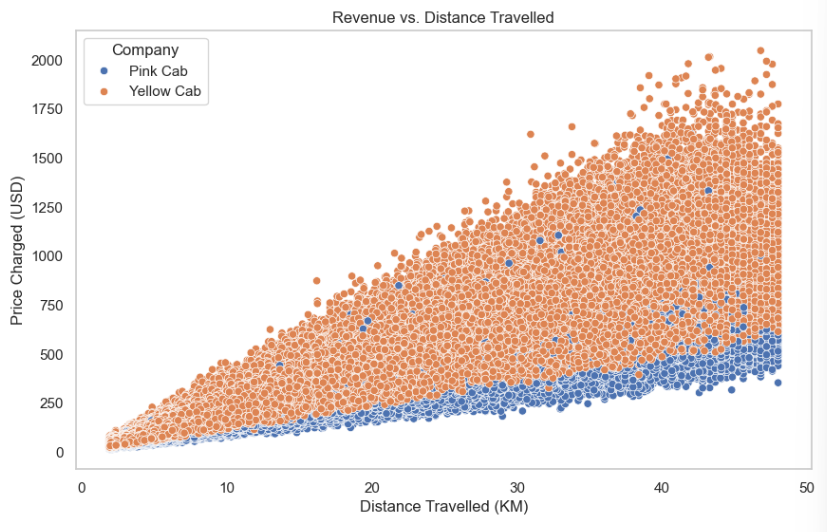 Revenue vs. Distance Travelled
Company
Pink Cab
Yellow Cab
Price Charged (USD)
2000
1750
1500
1250
1000
750
500
250
0
0 10 20 30 40 50
Distance Travelled (KM)